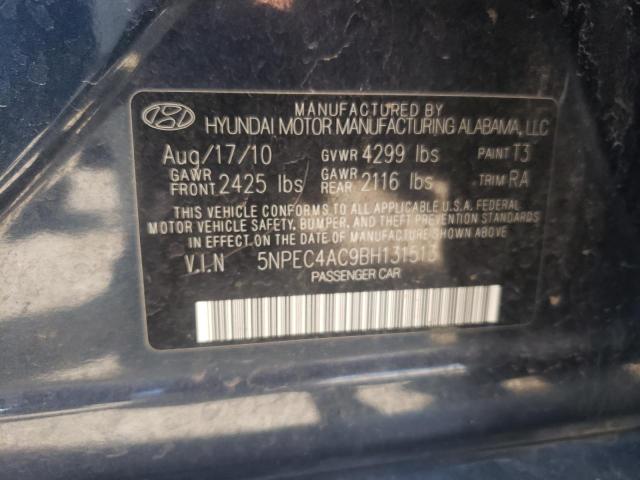 MANUFACTURED BY
HYUNDAI MOTOR MANUFACTURING ALABAMA, LLC
Aug/17/10 GVWR 4299 lbs PAINT T3
GAWR FRONT 2425 lbs GAWR REAR 2116 lbs TRIM RA
THIS VEHICLE CONFORMS TO ALL APPLICABLE U.S.A. FEDERAL
MOTOR VEHICLE SAFETY, BUMPER, AND THEFT PREVENTION STANDARDS
IN EFFECT ON THE DATE OF MANUFACTURE SHOWN ABOVE.
V.I.N 5NPEC4AC9BH131513
PASSENGER CAR